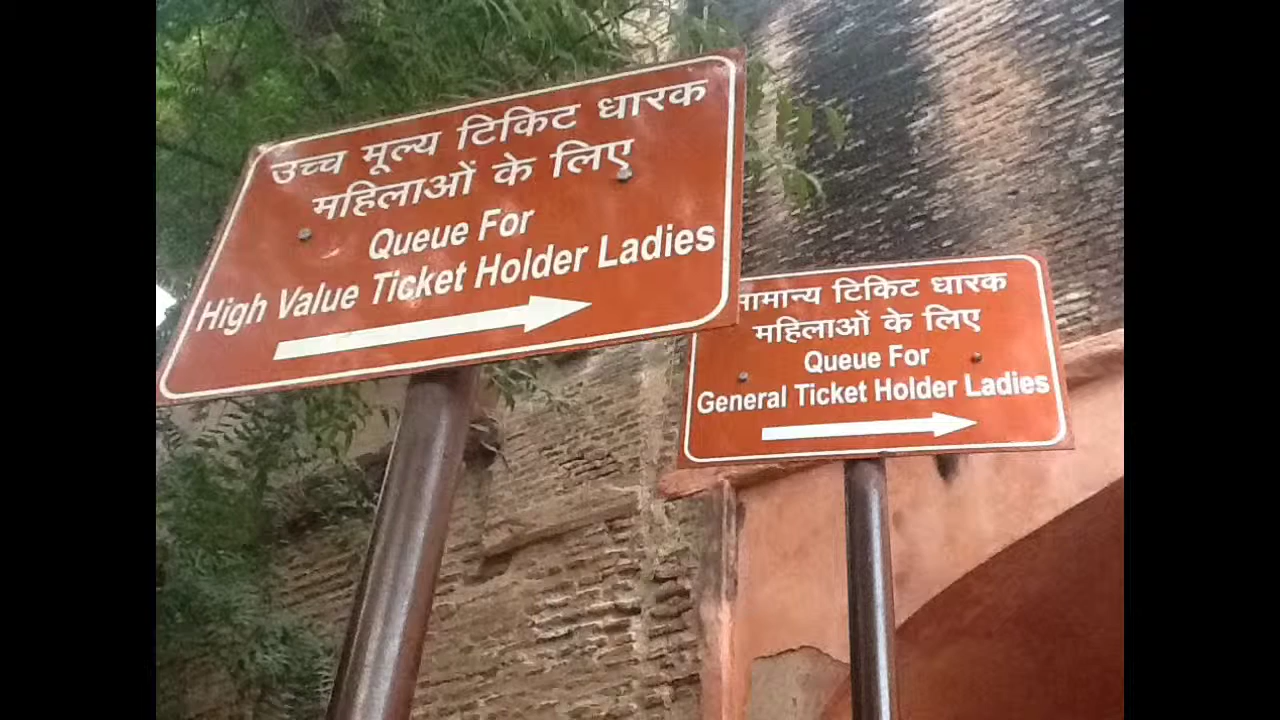 उच्च मूल्य टिकिट धारक
महिलाओं के लिए
Queue For
High Value Ticket Holder Ladies
टिकिट धारक
महिलाओं के लिए
Queue For
General Ticket Holder Ladies